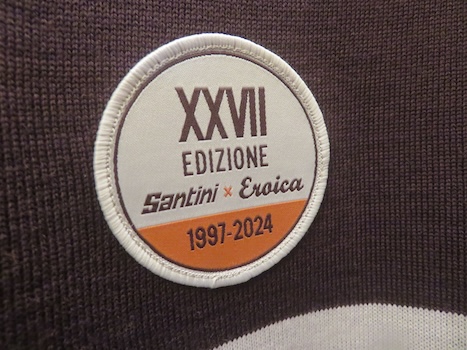 XXVII
EDIZIONE
Santini x Eroica
1997-2024